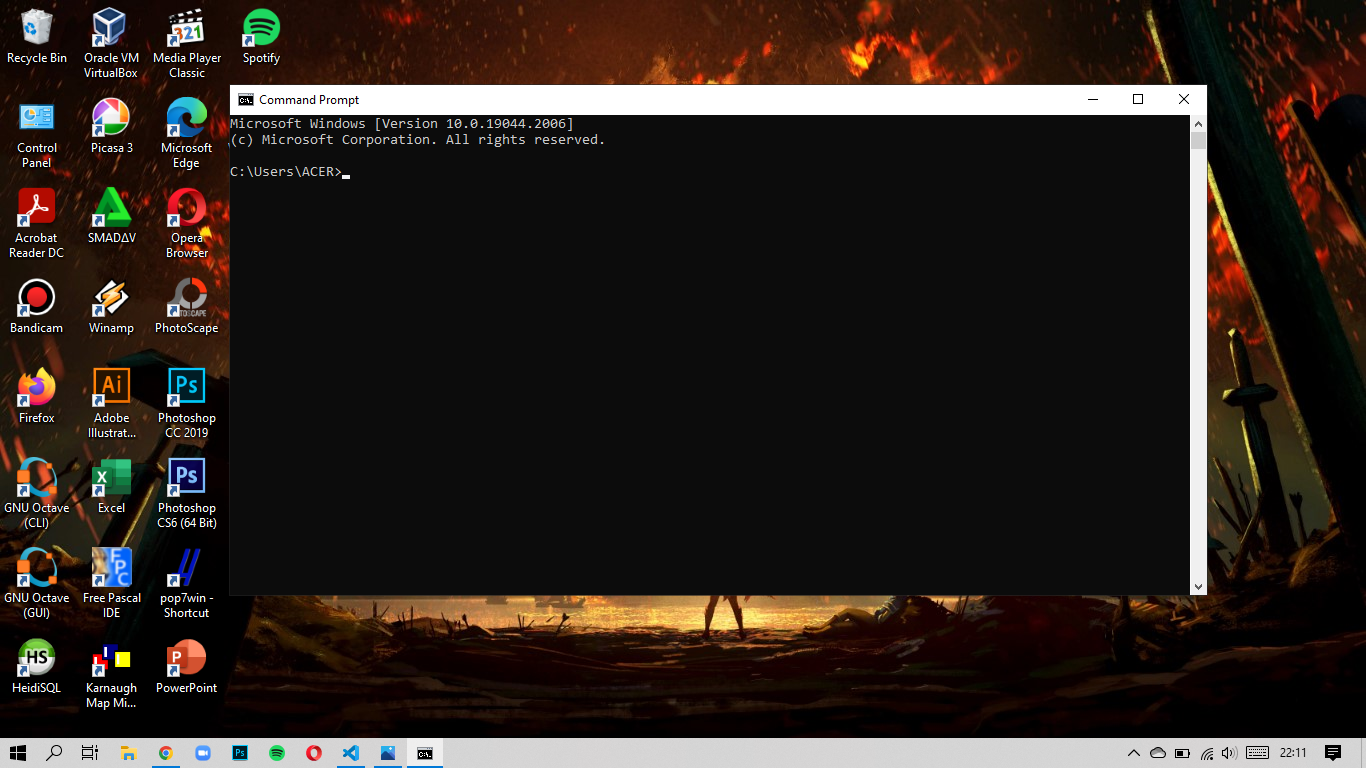 Recycle Bin
Oracle VM
VirtualBox
Media Player
Classic
Spotify
Control
Panel
Picasa 3
Microsoft
Edge
Acrobat
Reader DC
SMADΔV
Opera
Browser
Bandicam
Winamp
PhotoScape
Firefox
Adobe
Illustrat...
Photoshop
CC 2019
GNU Octave
(CLI)
Excel
Photoshop
CS6 (64 Bit)
GNU Octave
(GUI)
Free Pascal
IDE
pop7win -
Shortcut
HeidiSQL
Karnaugh
Map Mi...
PowerPoint
Command Prompt
Microsoft Windows [Version 10.0.19044.2006]
(c) Microsoft Corporation. All rights reserved.
C:\Users\ACER>
22:11